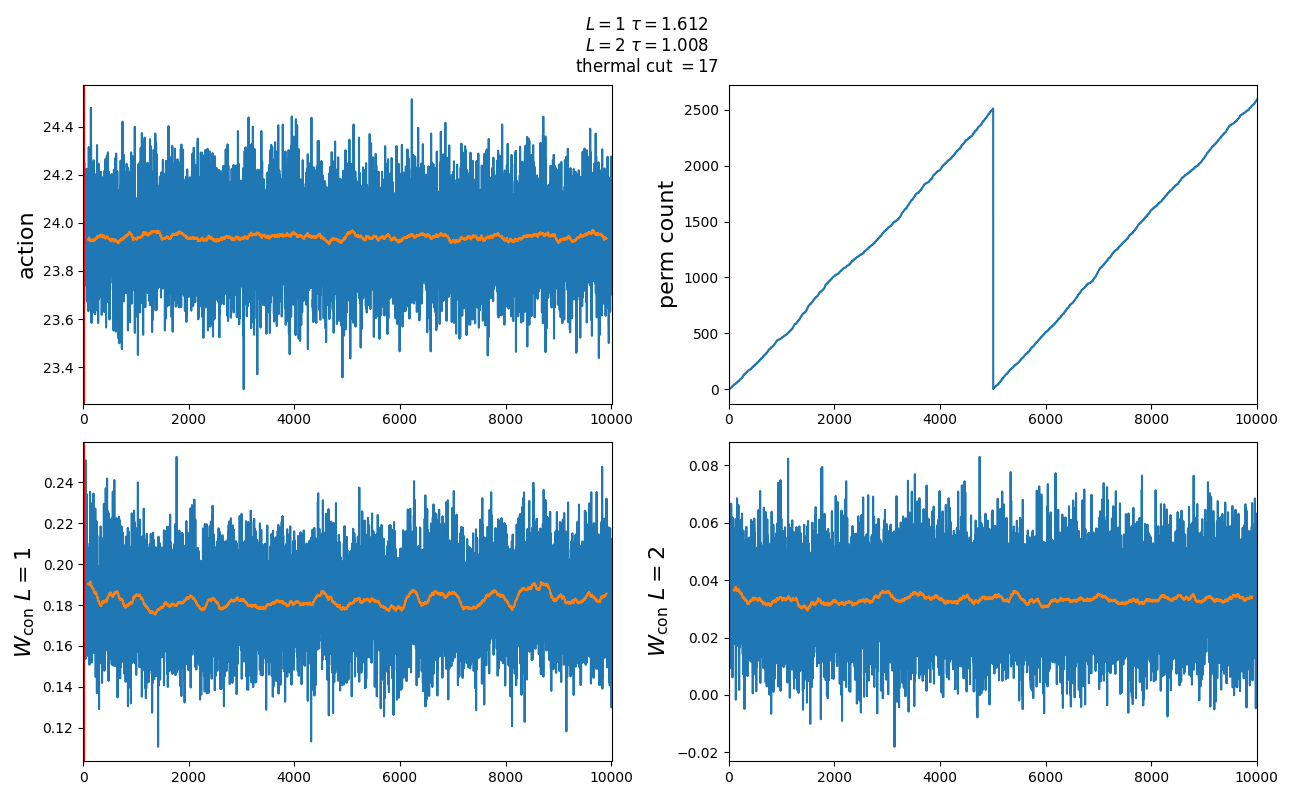 L = 1 τ = 1.612
L = 2 τ = 1.008
thermal cut = 17
action
24.4
24.2
24.0
23.8
23.6
23.4
0 2000 4000 6000 8000 10000
perm count
2500
2000
1500
1000
500
0
0 2000 4000 6000 8000 10000
W_con L = 1
0.24
0.22
0.20
0.18
0.16
0.14
0.12
0 2000 4000 6000 8000 10000
W_con L = 2
0.08
0.06
0.04
0.02
0.00
−0.02
0 2000 4000 6000 8000 10000